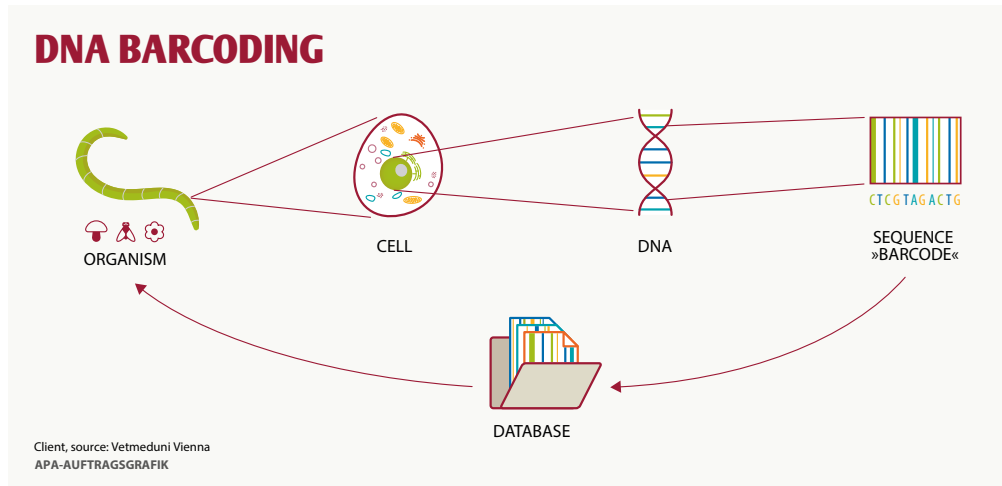 DNA BARCODING
CTCGTAGACTG
ORGANISM
CELL
DNA
SEQUENCE
»BARCODE«
DATABASE
Client, source: Vetmeduni Vienna
APA-AUFTRAGSGRAFIK